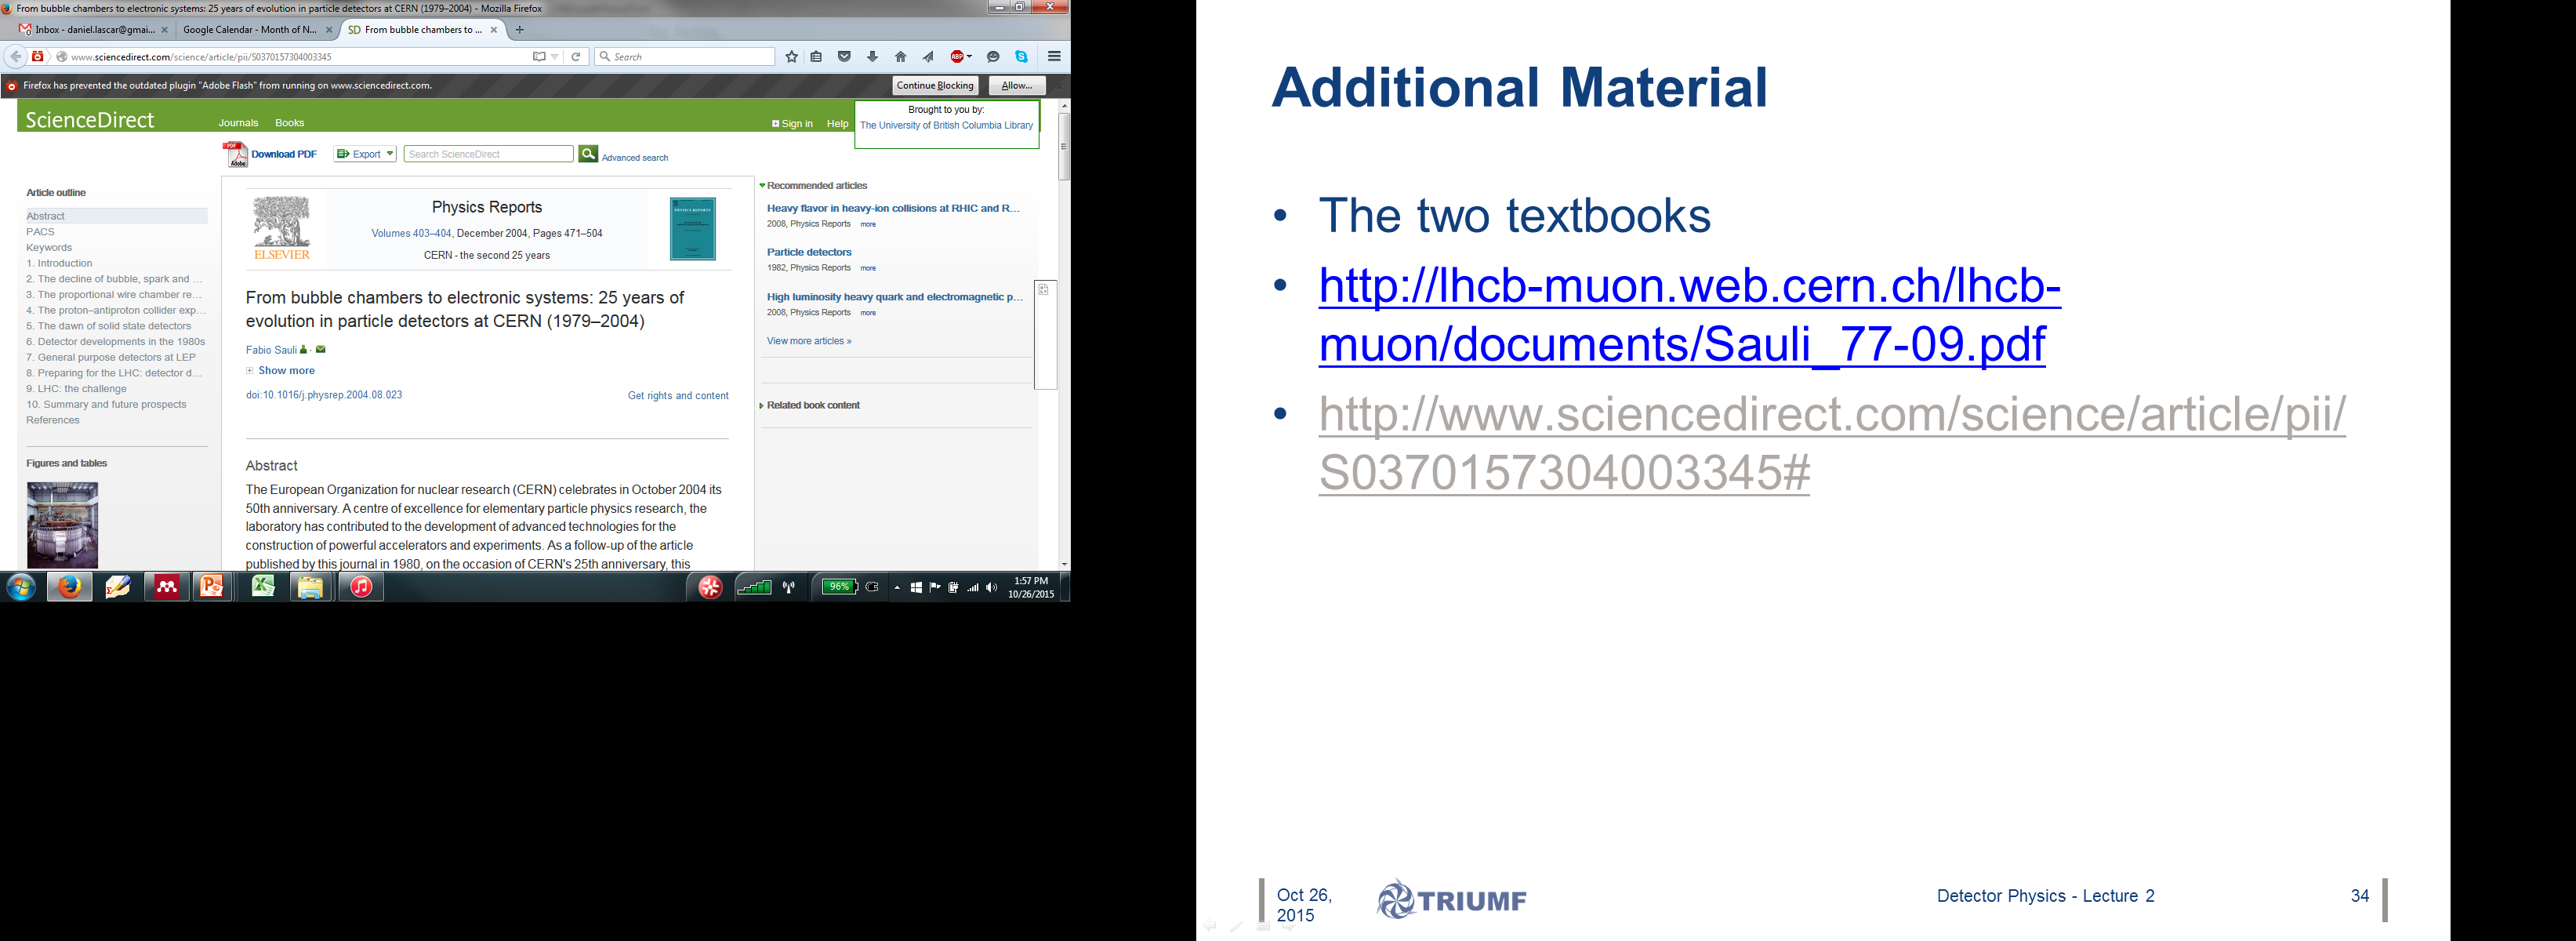 From bubble chambers to electronic systems: 25 years of evolution in particle detectors at CERN (1979–2004) - Mozilla Firefox
Inbox - daniel.lascar@gmai...
Google Calendar - Month of N...
SD From bubble chambers to ...
www.sciencedirect.com/science/article/pii/S0370157304003345
Search
ABP
Firefox has prevented the outdated plugin "Adobe Flash" from running on www.sciencedirect.com.
Continue Blocking
Allow...
ScienceDirect
Journals
Books
Sign in
Help
Brought to you by:
The University of British Columbia Library
Download PDF
Export
Search ScienceDirect
Advanced search
Article outline
Abstract
PACS
Keywords
1. Introduction
2. The decline of bubble, spark and ...
3. The proportional wire chamber re...
4. The proton–antiproton collider exp...
5. The dawn of solid state detectors
6. Detector developments in the 1980s
7. General purpose detectors at LEP
8. Preparing for the LHC: detector d...
9. LHC: the challenge
10. Summary and future prospects
References
Figures and tables
ELSEVIER
Physics Reports
Volumes 403–404, December 2004, Pages 471–504
CERN - the second 25 years
PHYSICS REPORTS
From bubble chambers to electronic systems: 25 years of
evolution in particle detectors at CERN (1979–2004)
Fabio Sauli
Show more
doi:10.1016/j.physrep.2004.08.023
Get rights and content
Abstract
The European Organization for nuclear research (CERN) celebrates in October 2004 its
50th anniversary. A centre of excellence for elementary particle physics research, the
laboratory has contributed to the development of advanced technologies for the
construction of powerful accelerators and experiments. As a follow-up of the article
published by this journal in 1980, on the occasion of CERN's 25th anniversary, this
Recommended articles
Heavy flavor in heavy-ion collisions at RHIC and R...
2008, Physics Reports more
Particle detectors
1982, Physics Reports more
High luminosity heavy quark and electromagnetic p...
2008, Physics Reports more
View more articles »
Related book content
96%
1:57 PM
10/26/2015
Additional Material
• The two textbooks
• http://lhcb-muon.web.cern.ch/lhcb-
muon/documents/Sauli_77-09.pdf
• http://www.sciencedirect.com/science/article/pii/
S0370157304003345#
Oct 26,
2015
TRIUMF
Detector Physics - Lecture 2
34